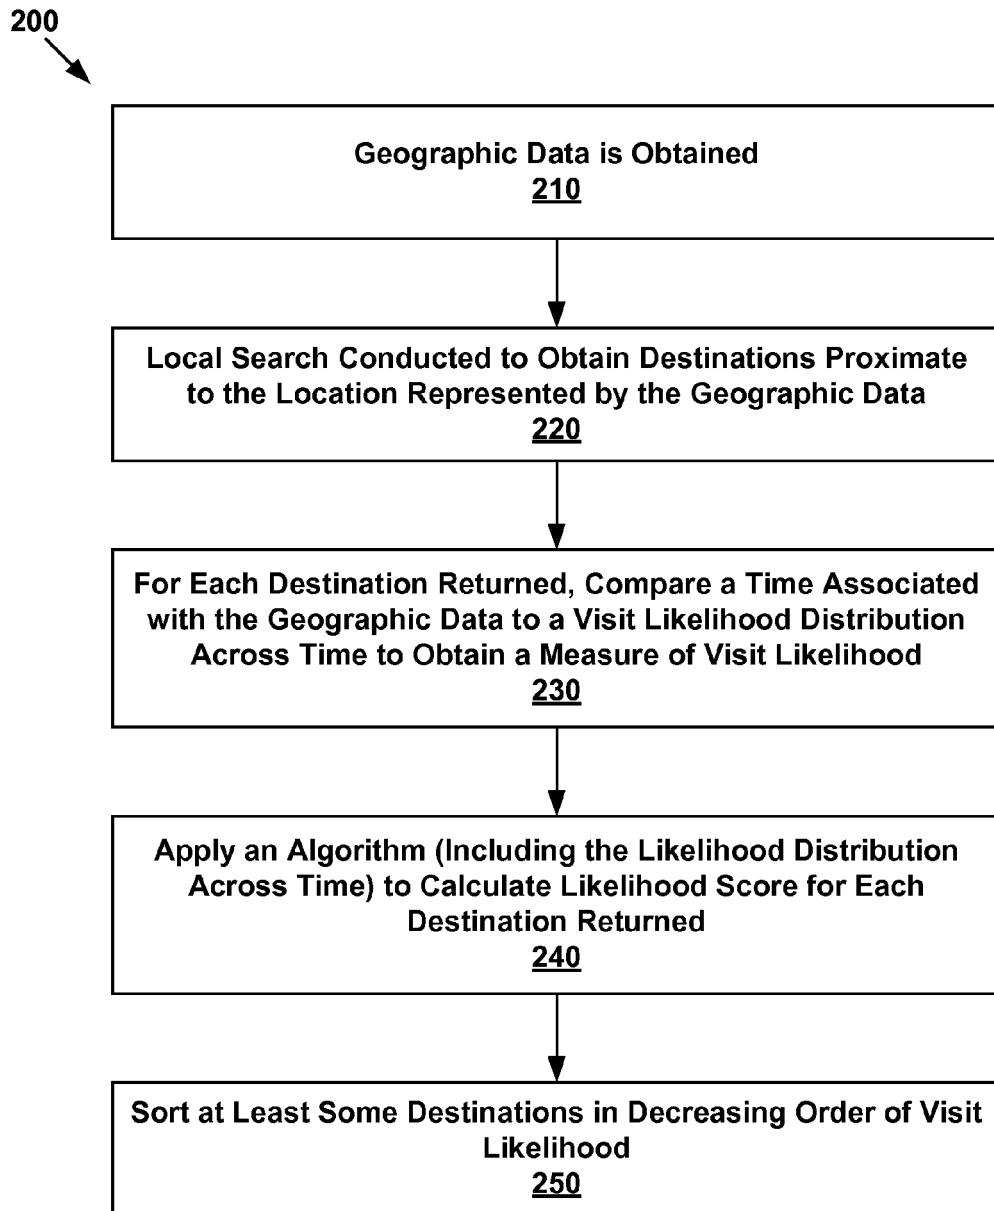 200
Geographic Data is Obtained
210
Local Search Conducted to Obtain Destinations Proximate
to the Location Represented by the Geographic Data
220
For Each Destination Returned, Compare a Time Associated
with the Geographic Data to a Visit Likelihood Distribution
Across Time to Obtain a Measure of Visit Likelihood
230
Apply an Algorithm (Including the Likelihood Distribution
Across Time) to Calculate Likelihood Score for Each
Destination Returned
240
Sort at Least Some Destinations in Decreasing Order of Visit
Likelihood
250